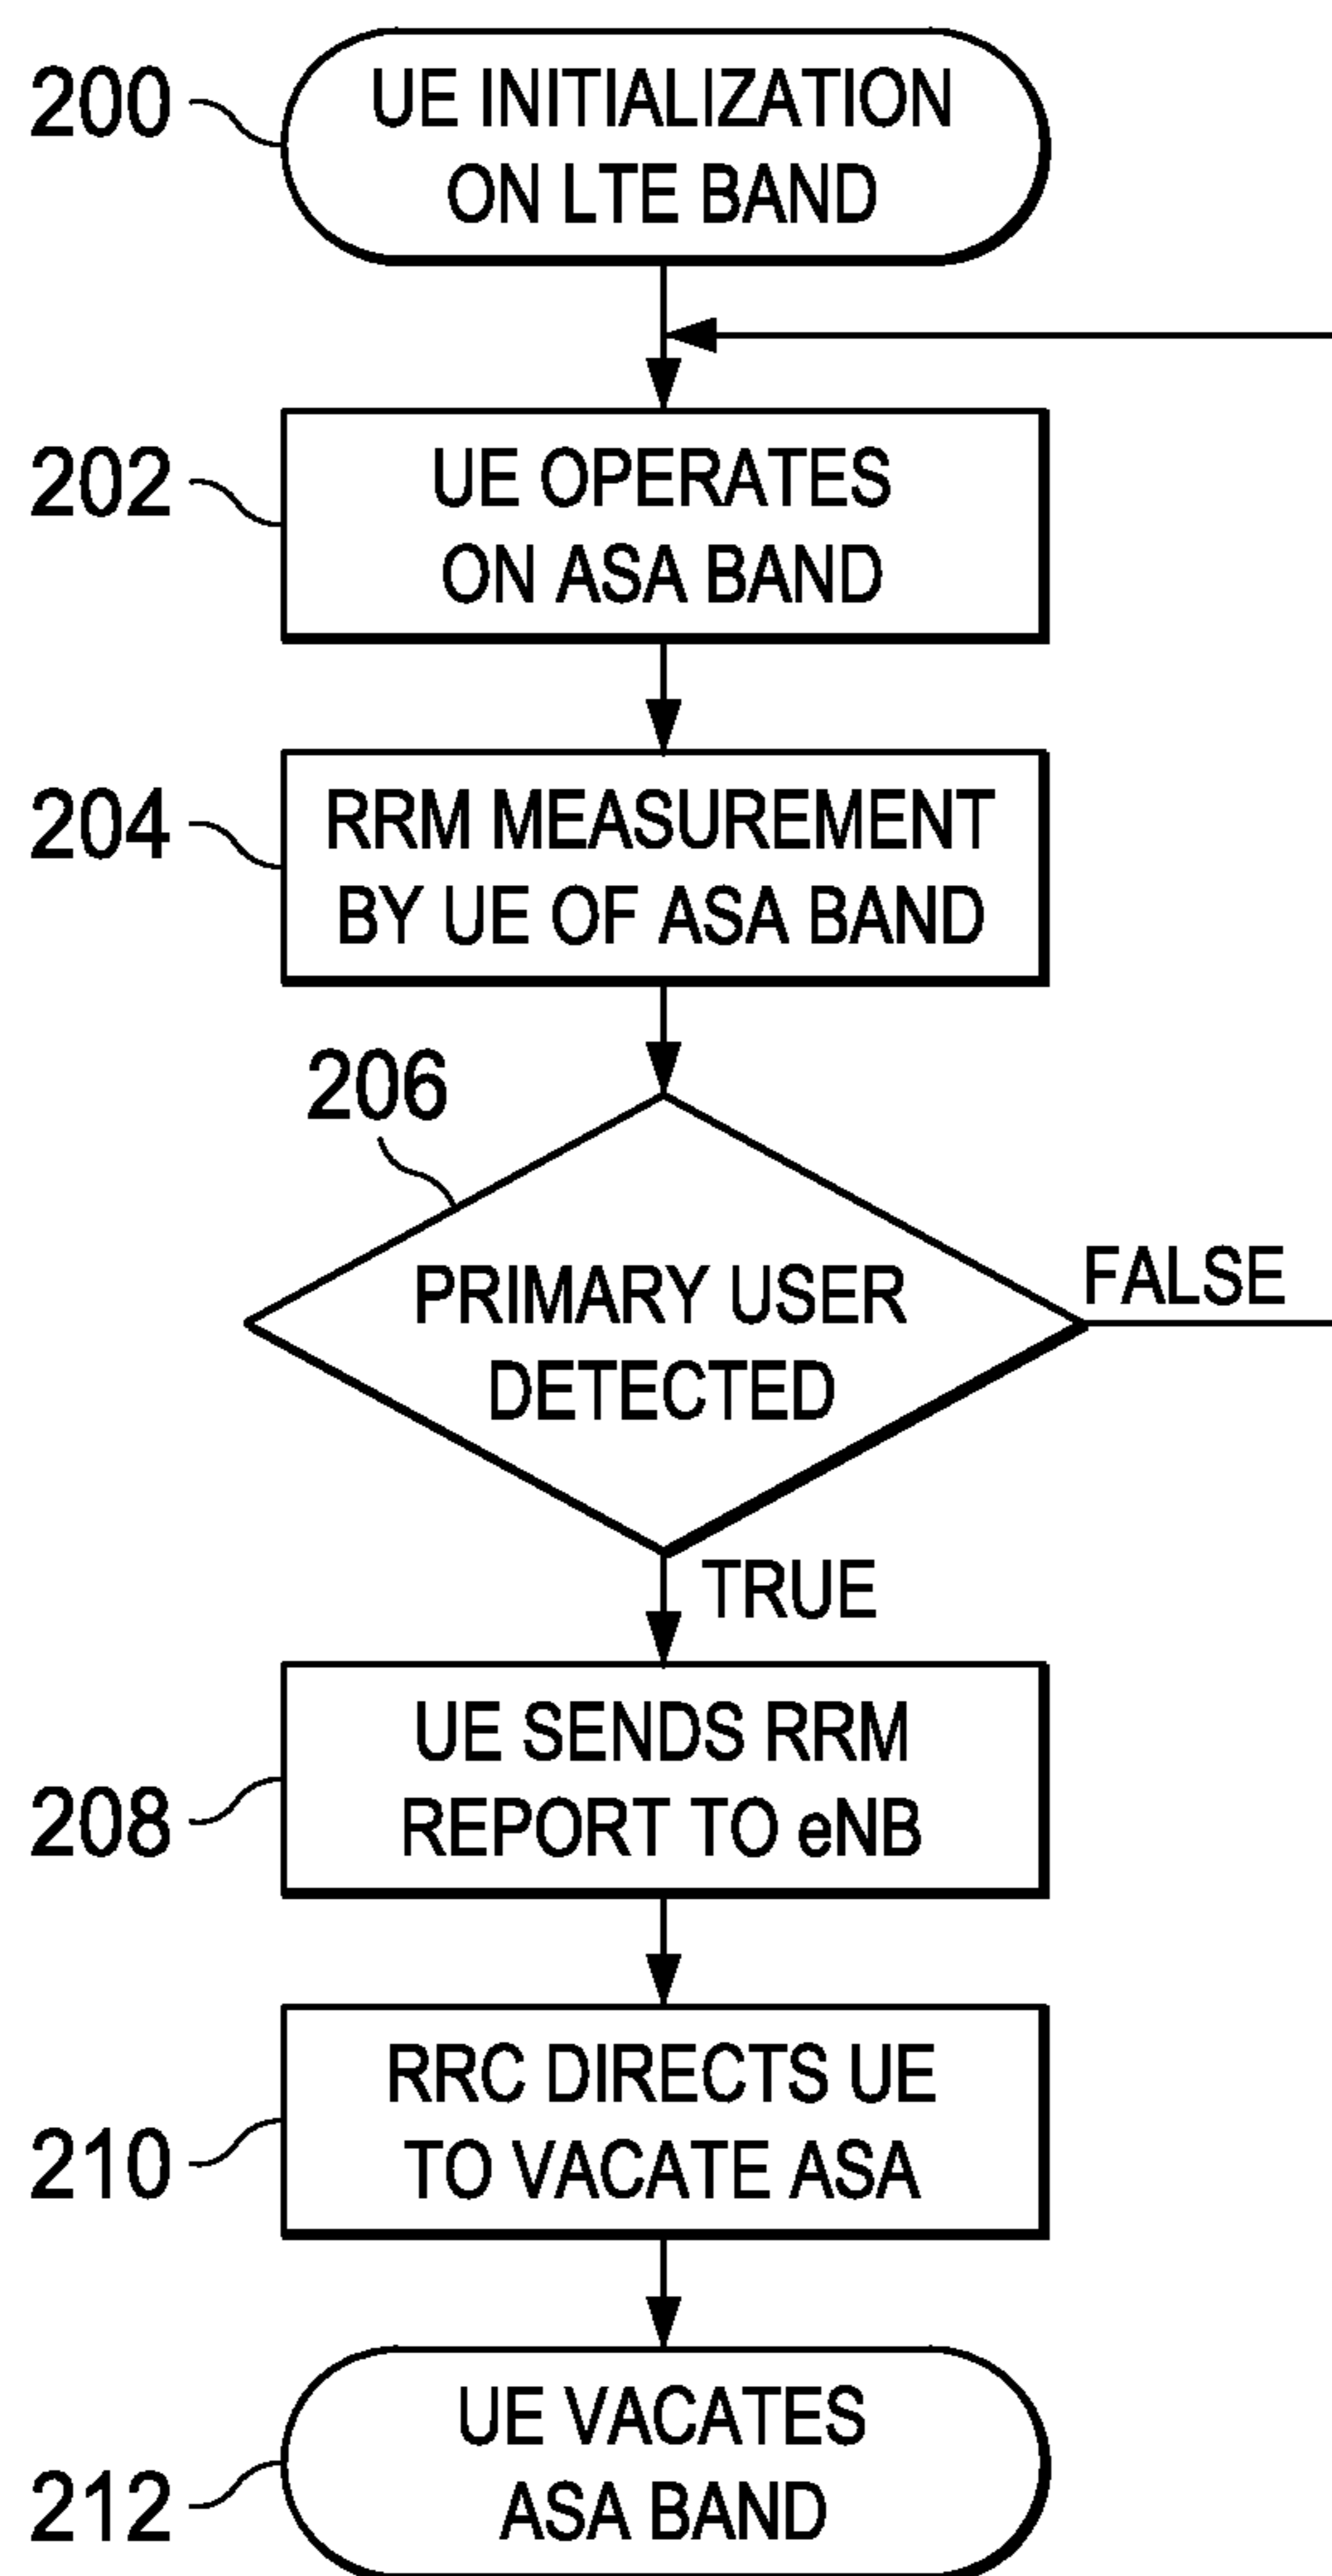 200
UE INITIALIZATION
ON LTE BAND
202
UE OPERATES
ON ASA BAND
204
RRM MEASUREMENT
BY UE OF ASA BAND
206
PRIMARY USER
DETECTED
FALSE
TRUE
208
UE SENDS RRM
REPORT TO eNB
210
RRC DIRECTS UE
TO VACATE ASA
212
UE VACATES
ASA BAND